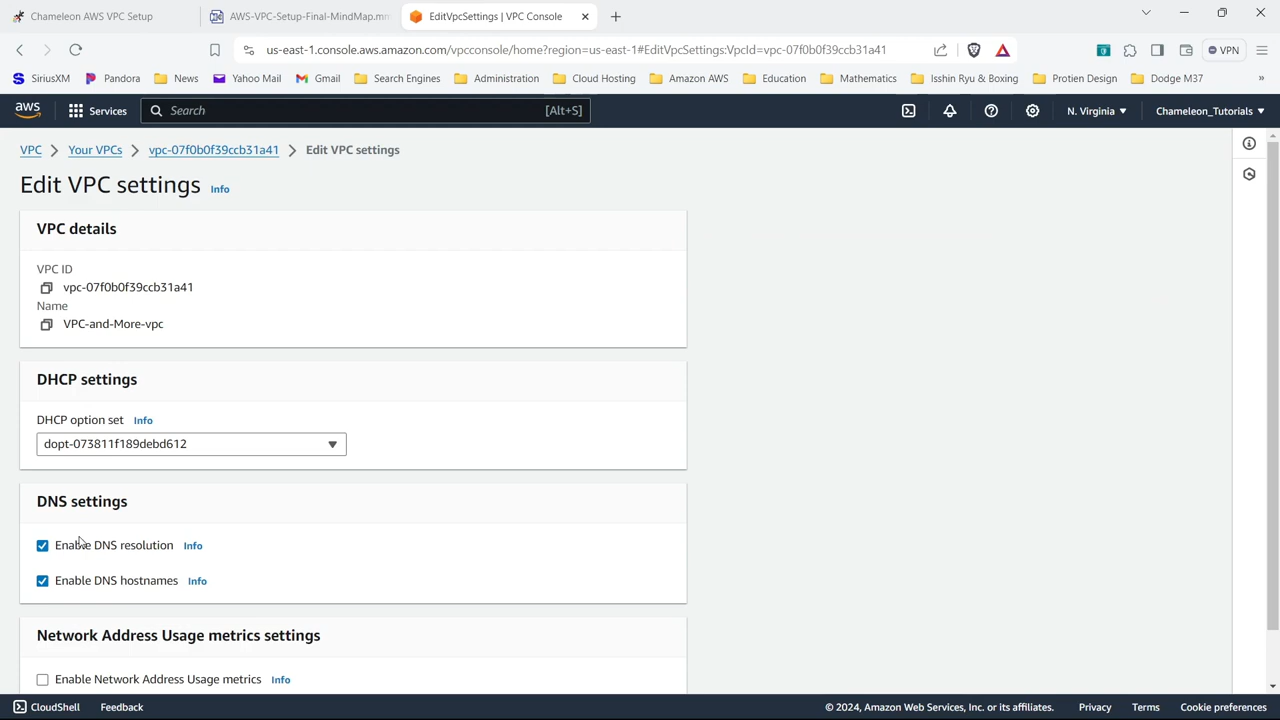 Chameleon AWS VPC Setup
AWS-VPC-Setup-Final-MindMap.mm
EditVpcSettings | VPC Console
us-east-1.console.aws.amazon.com/vpcconsole/home?region=us-east-1#EditVpcSettings:VpcId=vpc-07f0b0f39ccb31a41
VPN
SiriusXM Pandora News Yahoo Mail Gmail Search Engines Administration Cloud Hosting Amazon AWS Education Mathematics Isshin Ryu & Boxing Protien Design Dodge M37 »
aws Services Search [Alt+S] N. Virginia Chameleon_Tutorials
VPC Your VPCs vpc-07f0b0f39ccb31a41 Edit VPC settings
Edit VPC settings Info
VPC details
VPC ID
vpc-07f0b0f39ccb31a41
Name
VPC-and-More-vpc
DHCP settings
DHCP option set Info
dopt-073811f189debd612
DNS settings
Enable DNS resolution Info
Enable DNS hostnames Info
Network Address Usage metrics settings
Enable Network Address Usage metrics Info
CloudShell Feedback © 2024, Amazon Web Services, Inc. or its affiliates. Privacy Terms Cookie preferences